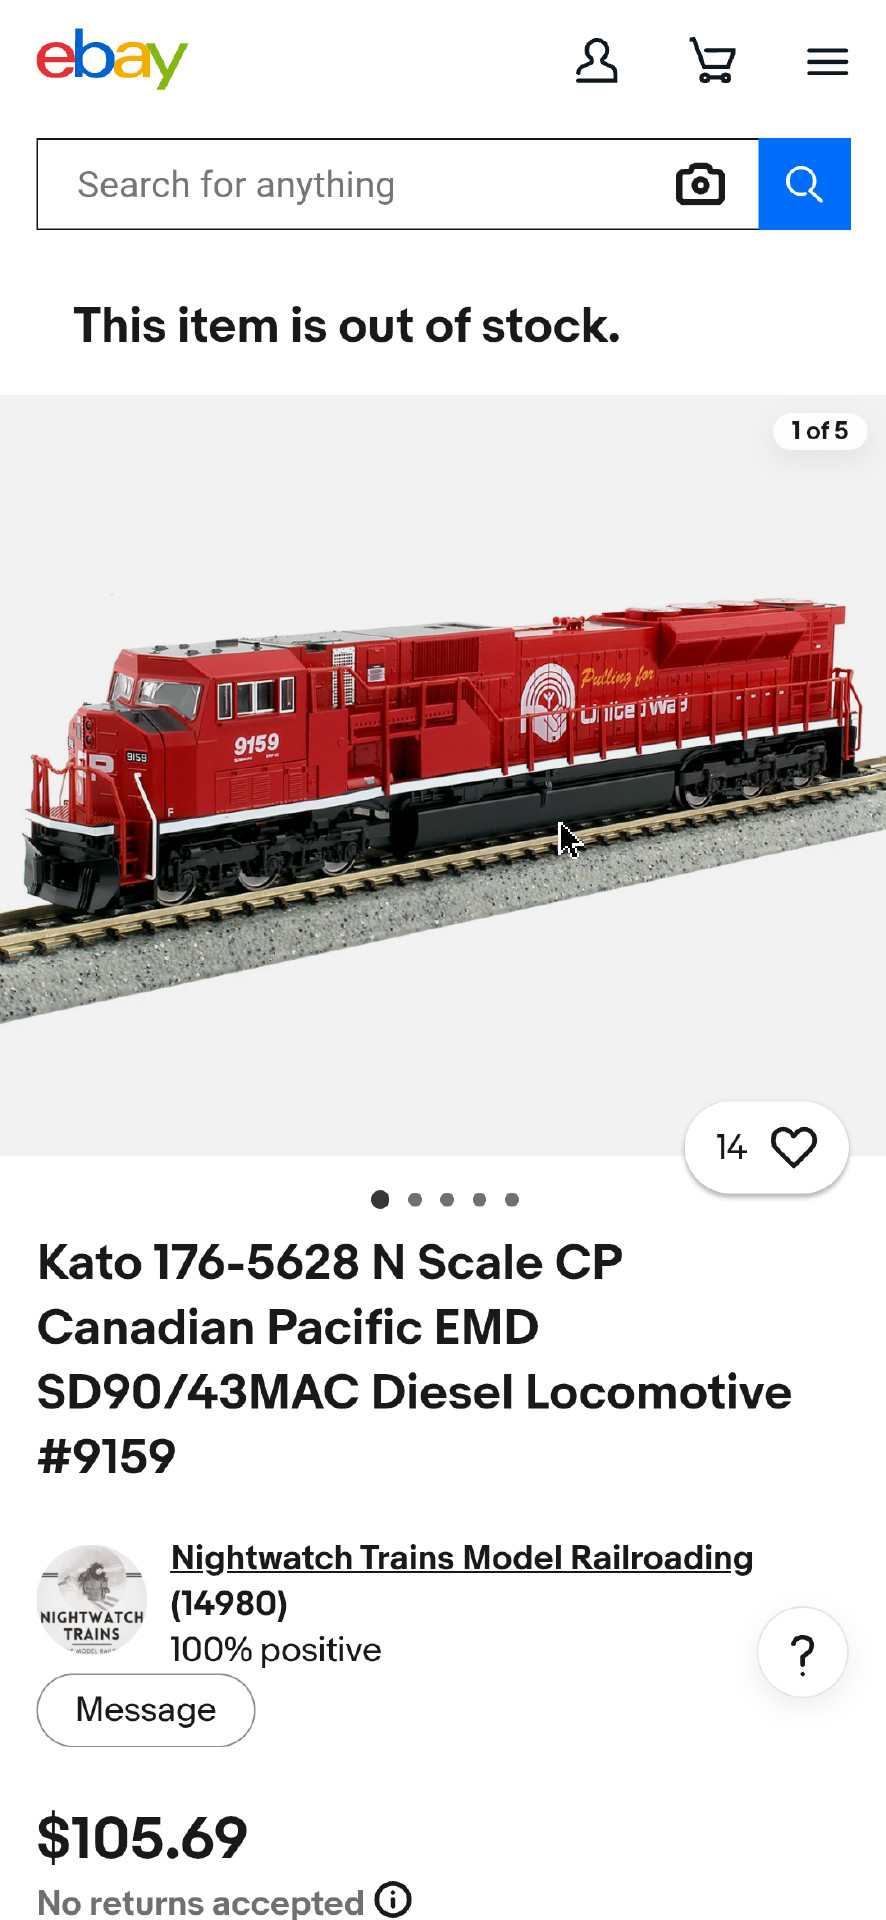 ebay
Search for anything
This item is out of stock.
1 of 5
Pulling for
United Way
9159
9159
F
14
Kato 176-5628 N Scale CP
Canadian Pacific EMD
SD90/43MAC Diesel Locomotive
#9159
Nightwatch Trains Model Railroading
(14980)
100% positive
NIGHTWATCH
TRAINS
?
Message
$105.69
No returns accepted